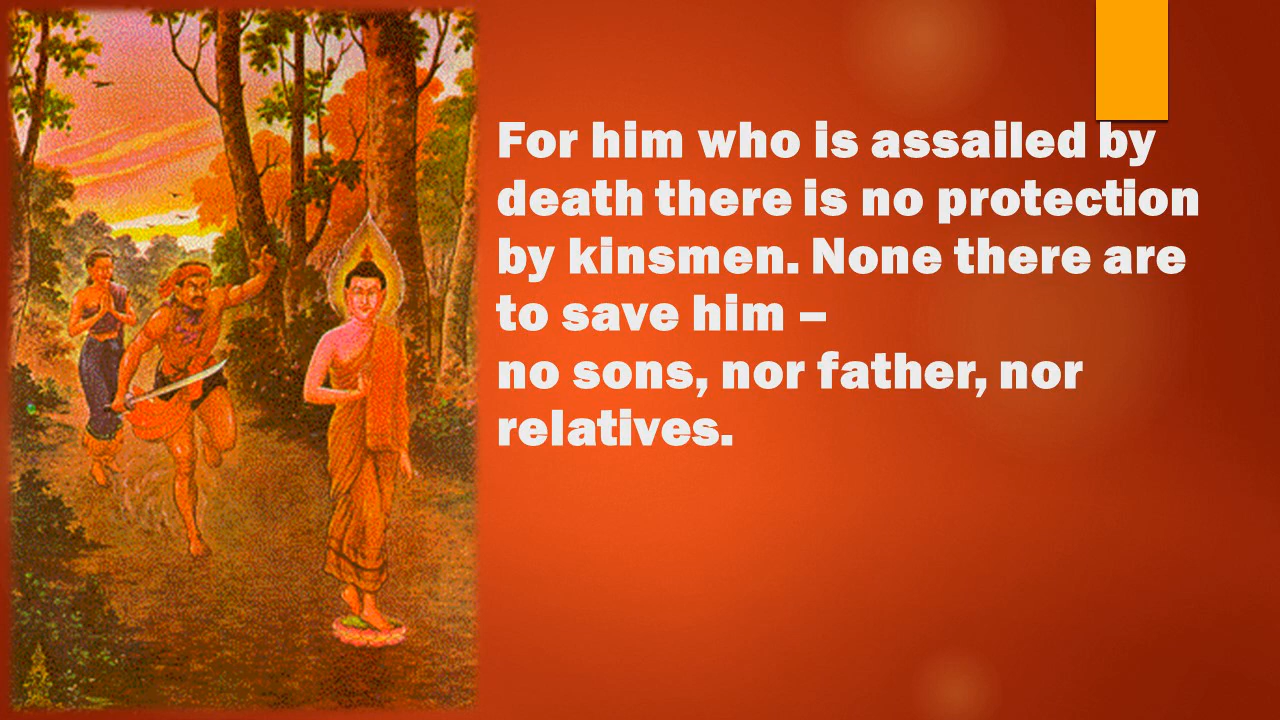 For him who is assailed by
death there is no protection
by kinsmen. None there are
to save him –
no sons, nor father, nor
relatives.